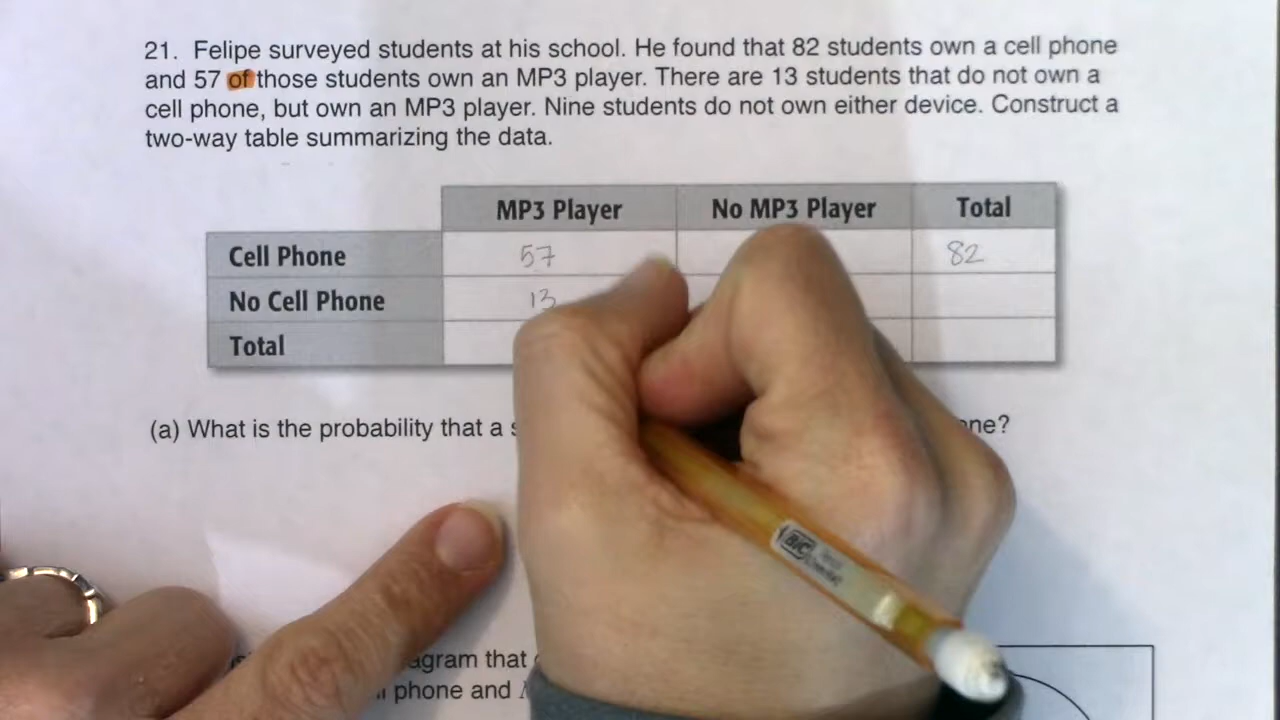 21. Felipe surveyed students at his school. He found that 82 students own a cell phone
and 57 of those students own an MP3 player. There are 13 students that do not own a
cell phone, but own an MP3 player. Nine students do not own either device. Construct a
two-way table summarizing the data.
MP3 Player No MP3 Player Total
Cell Phone 57 82
No Cell Phone 13
Total
(a) What is the probability that a
BIC
that
phone and